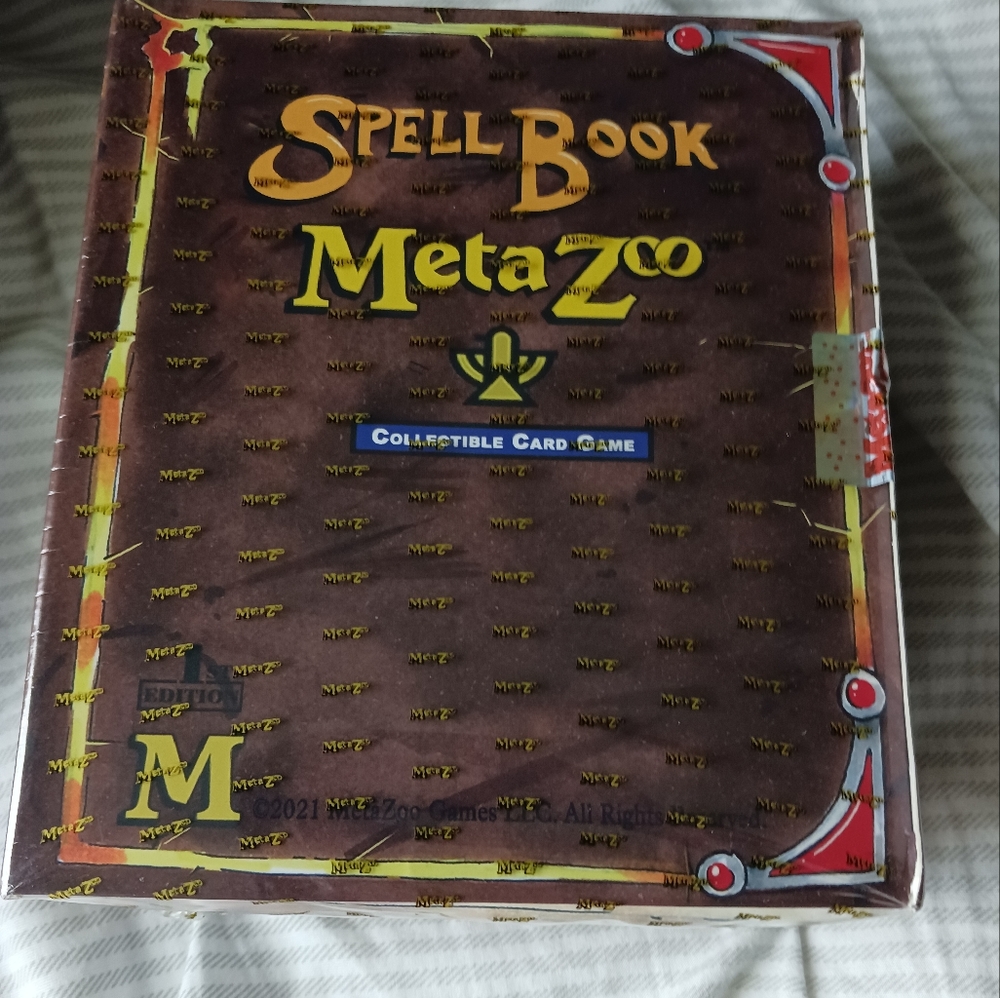 SPELL BOOK
MetaZoo
COLLECTIBLE CARD GAME
1st
EDITION
M
©2021 MetaZoo Games LLC. All Rights Reserved.